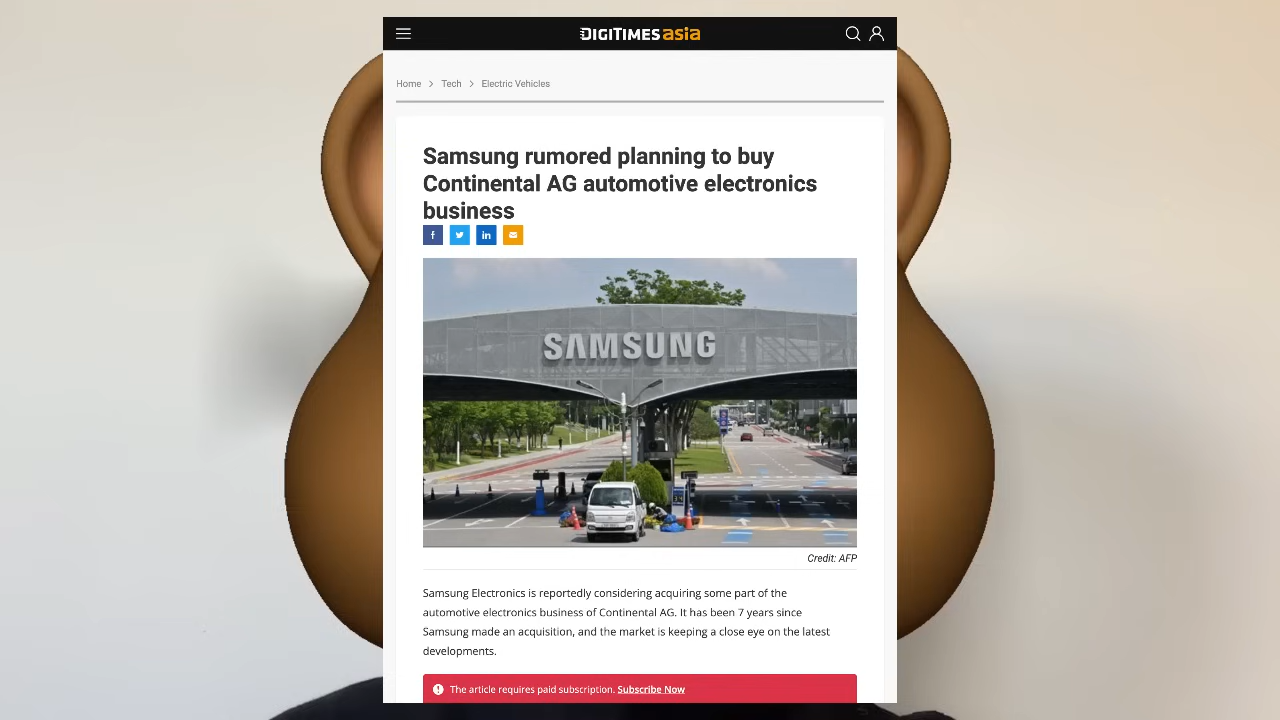 DIGITIMES asia
Home > Tech > Electric Vehicles
Samsung rumored planning to buy
Continental AG automotive electronics
business
SAMSUNG
Credit: AFP
Samsung Electronics is reportedly considering acquiring some part of the
automotive electronics business of Continental AG. It has been 7 years since
Samsung made an acquisition, and the market is keeping a close eye on the latest
developments.
The article requires paid subscription. Subscribe Now